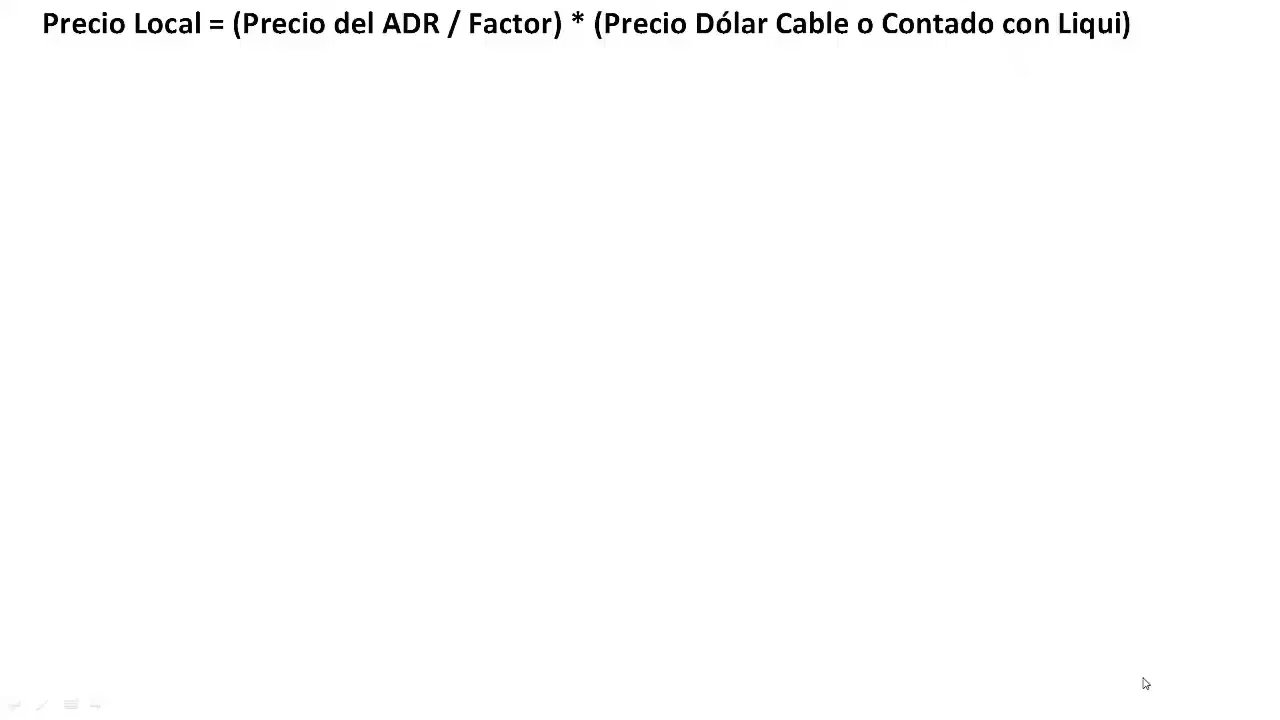 Precio Local = (Precio del ADR / Factor) * (Precio Dólar Cable o Contado con Liqui)